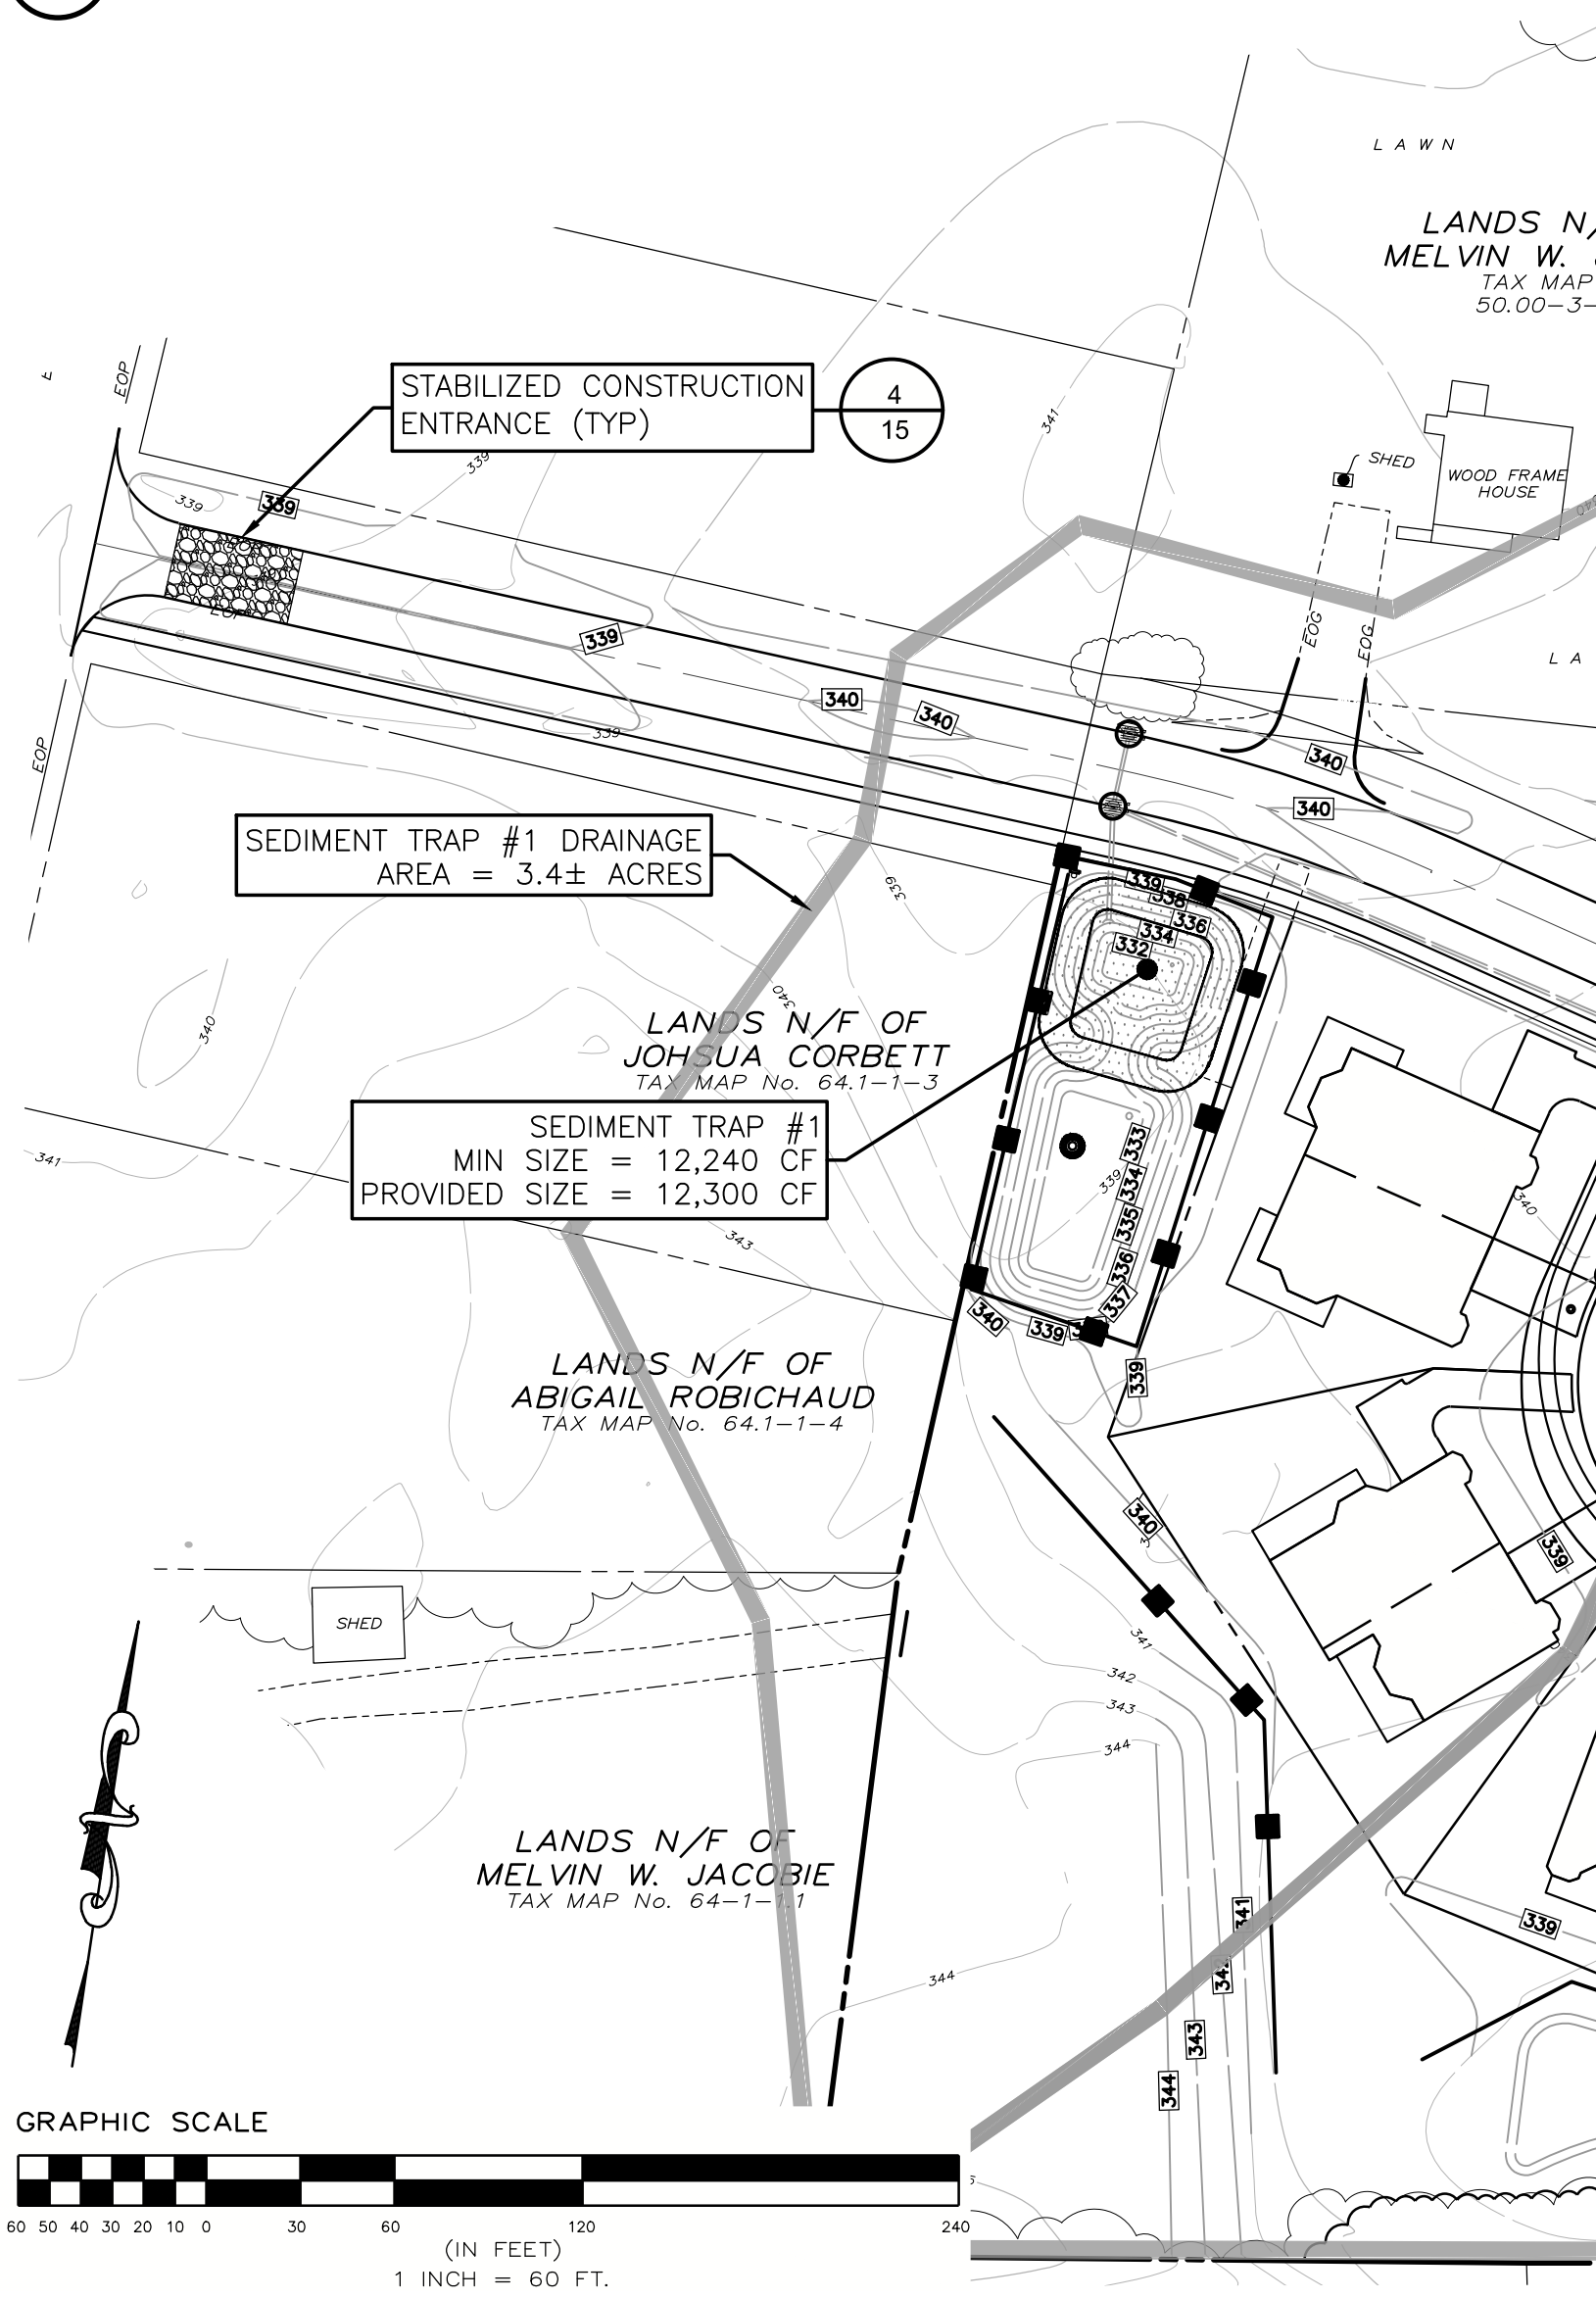 LAWN
LANDS N/
MELVIN W.
TAX MAP
50.00-3-
EOP
STABILIZED CONSTRUCTION
ENTRANCE (TYP)
4
15
341
SHED
WOOD FRAME
HOUSE
339
339
339
EOP
339
EOG
EOG
L A
340
340
339
340
340
EOP
SEDIMENT TRAP #1 DRAINAGE
AREA = 3.4± ACRES
339
339
338
336
334
332
340
340
LANDS N/F OF
JOHSUA CORBETT
TAX MAP No. 64.1-1-3
SEDIMENT TRAP #1
MIN SIZE = 12,240 CF
PROVIDED SIZE = 12,300 CF
341
333
334
335
336
337
339
340
343
340
339
339
LANDS N/F OF
ABIGAIL ROBICHAUD
TAX MAP No. 64.1-1-4
340
339
SHED
341
342
343
344
LANDS N/F OF
MELVIN W. JACOBIE
TAX MAP No. 64-1-1.1
341
342
343
344
339
344
GRAPHIC SCALE
60 50 40 30 20 10 0 30 60 120 240
(IN FEET)
1 INCH = 60 FT.